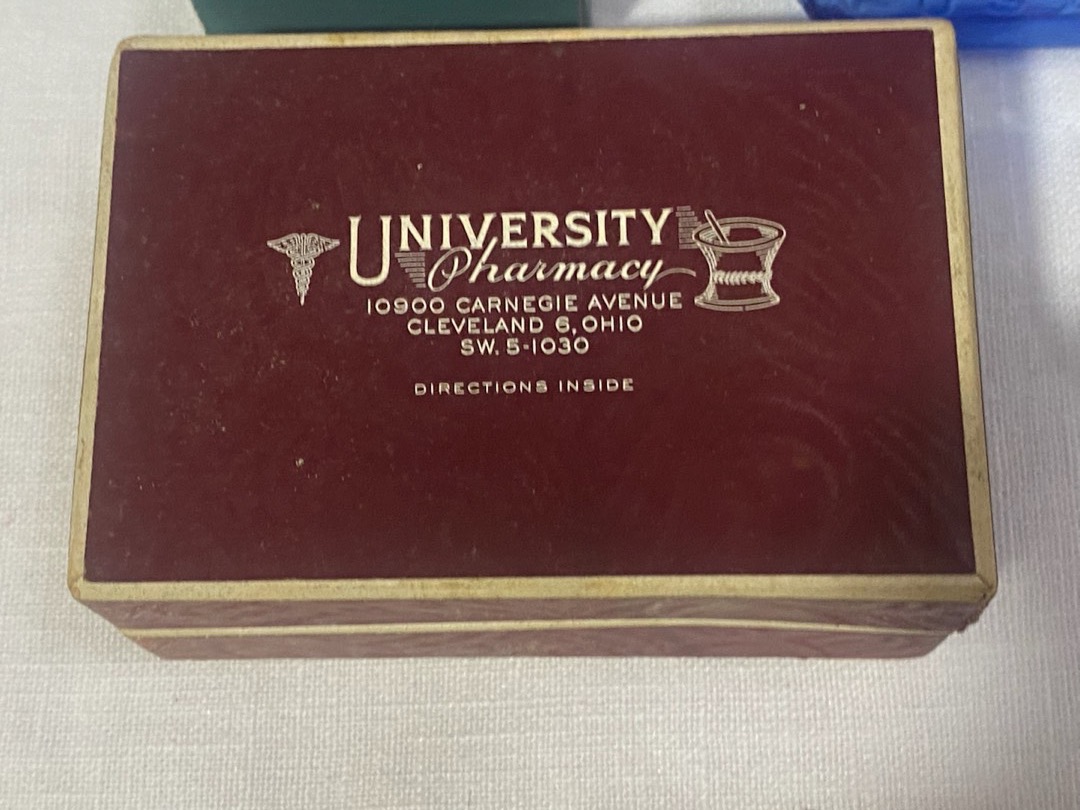 UNIVERSITY
Pharmacy
10900 CARNEGIE AVENUE
CLEVELAND 6, OHIO
SW. 5-1030
DIRECTIONS INSIDE